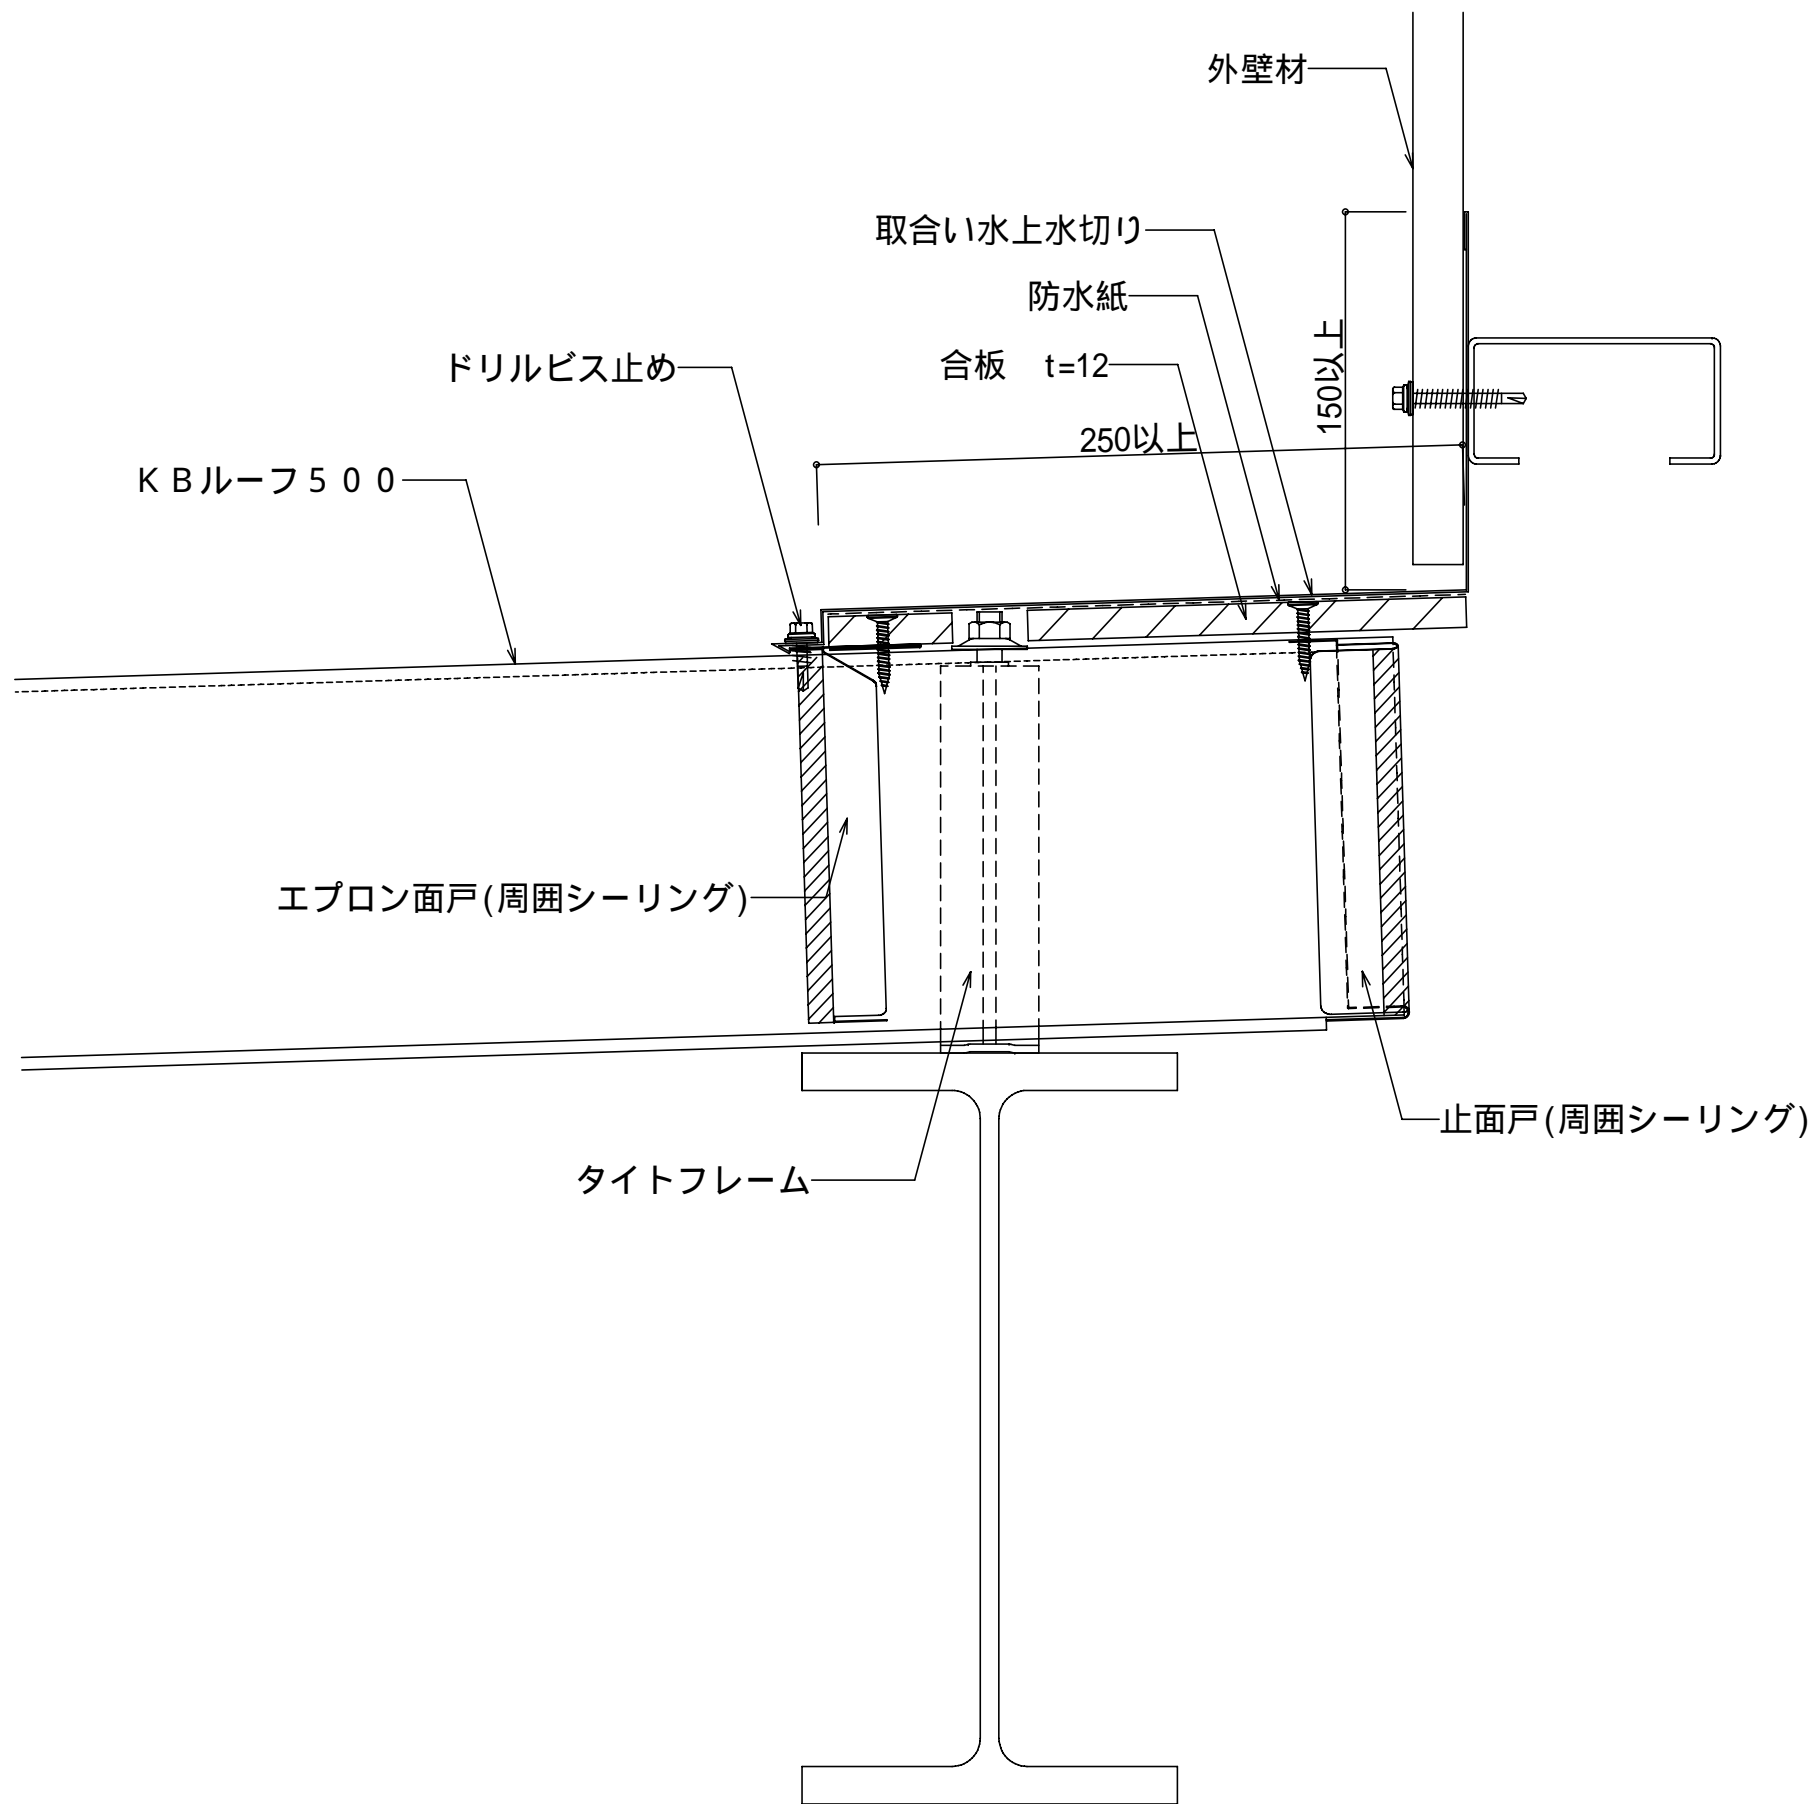 外壁材
取合い水上水切り
防水紙
合板　t=12
ドリルビス止め
150以上
250以上
ＫＢルーフ５００
エプロン面戸(周囲シーリング)
止面戸(周囲シーリング)
タイトフレーム